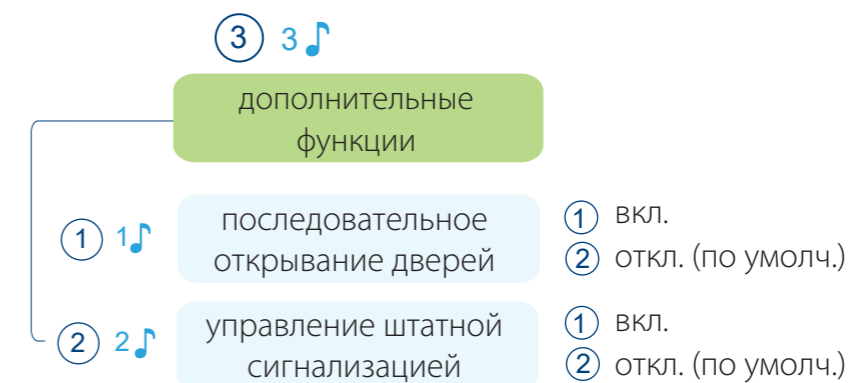 3 3
дополнительные
функции
1 1
последовательное
открывание дверей
1 вкл.
2 откл. (по умолч.)
2 2
управление штатной
сигнализацией
1 вкл.
2 откл. (по умолч.)